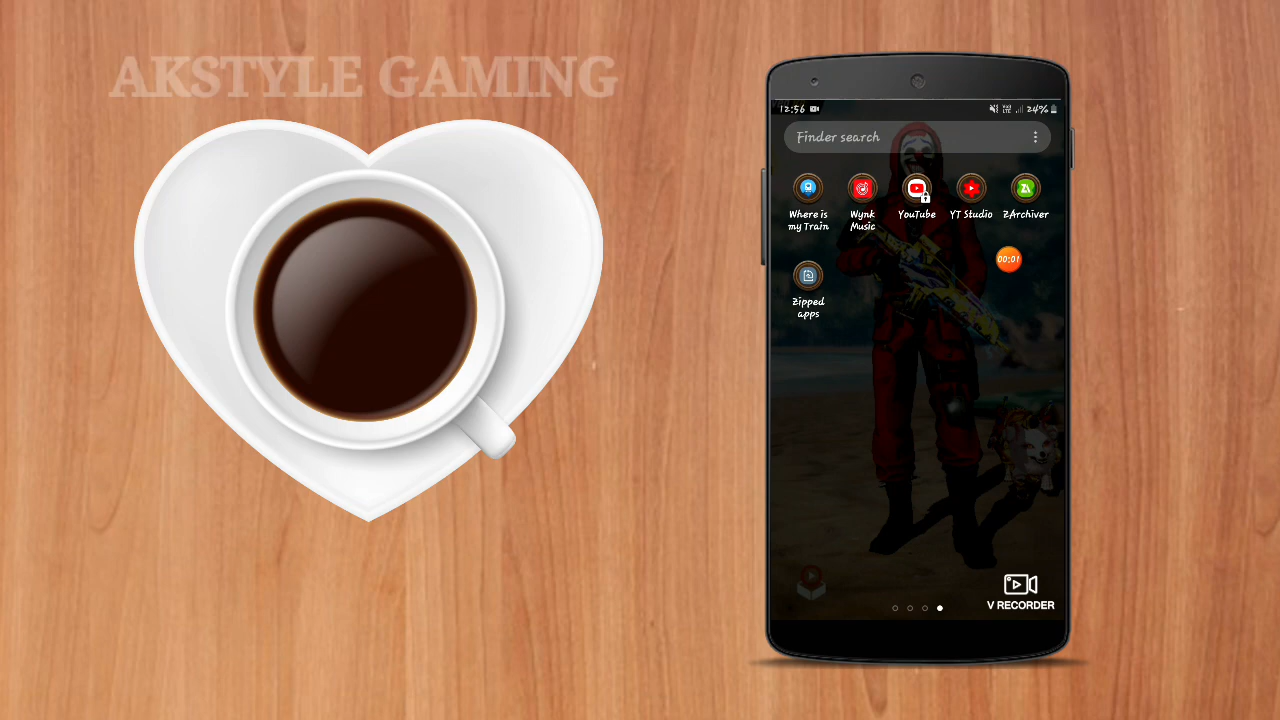 AKSTYLE GAMING
12:56
24%
Finder search
Where is my Train
Wynk Music
YouTube
YT Studio
ZArchiver
00:01
Zipped apps
V RECORDER